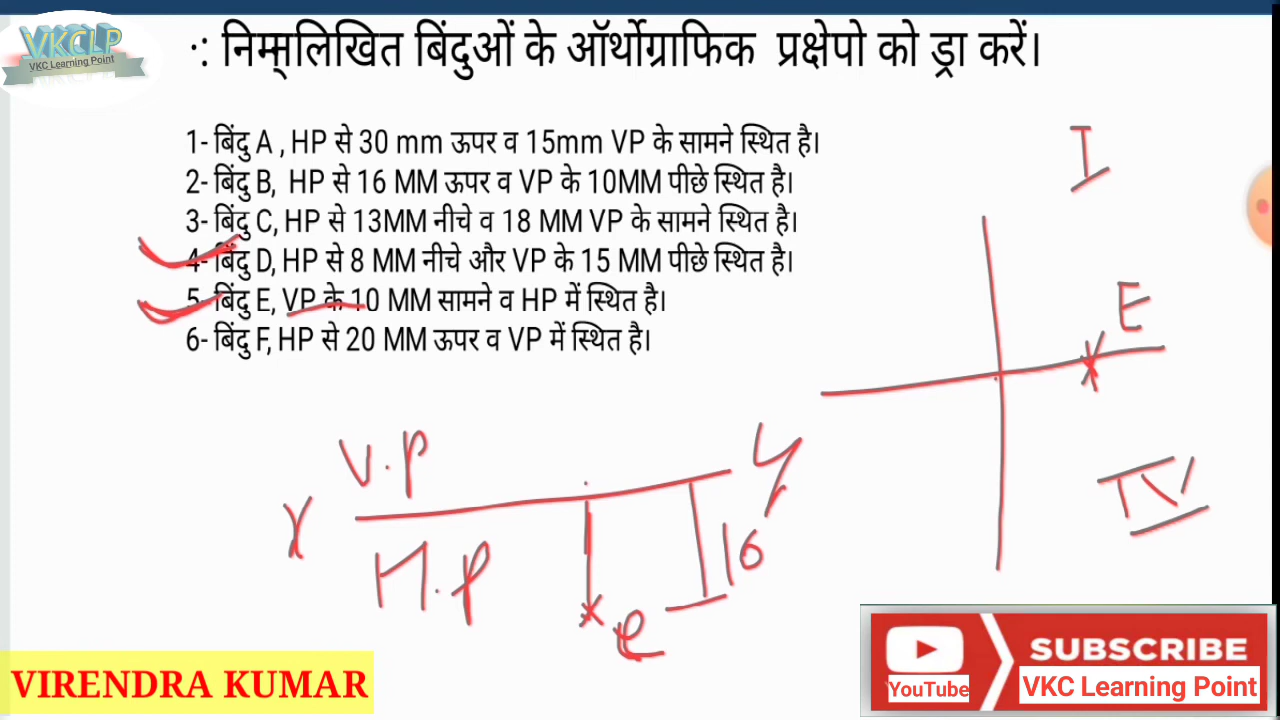 VKCLP
VKC Learning Point
∴ निम्म्नलिखित बिंदुओं के ऑर्थोग्राफिक प्रक्षेपो को ड्रा करें।
1- बिंदु A , HP से 30 mm ऊपर व 15mm VP के सामने स्थित है।
2- बिंदु B, HP से 16 MM ऊपर व VP के 10MM पीछे स्थित है।
3- बिंदु C, HP से 13MM नीचे व 18 MM VP के सामने स्थित है।
4- बिंदु D, HP से 8 MM नीचे और VP के 15 MM पीछे स्थित है।
5- बिंदु E, VP के 10 MM सामने व HP में स्थित है।
6- बिंदु F, HP से 20 MM ऊपर व VP में स्थित है।
I
E
IV
V.P
X Y
H.P
10
e
VIRENDRA KUMAR
SUBSCRIBE
YouTube
VKC Learning Point